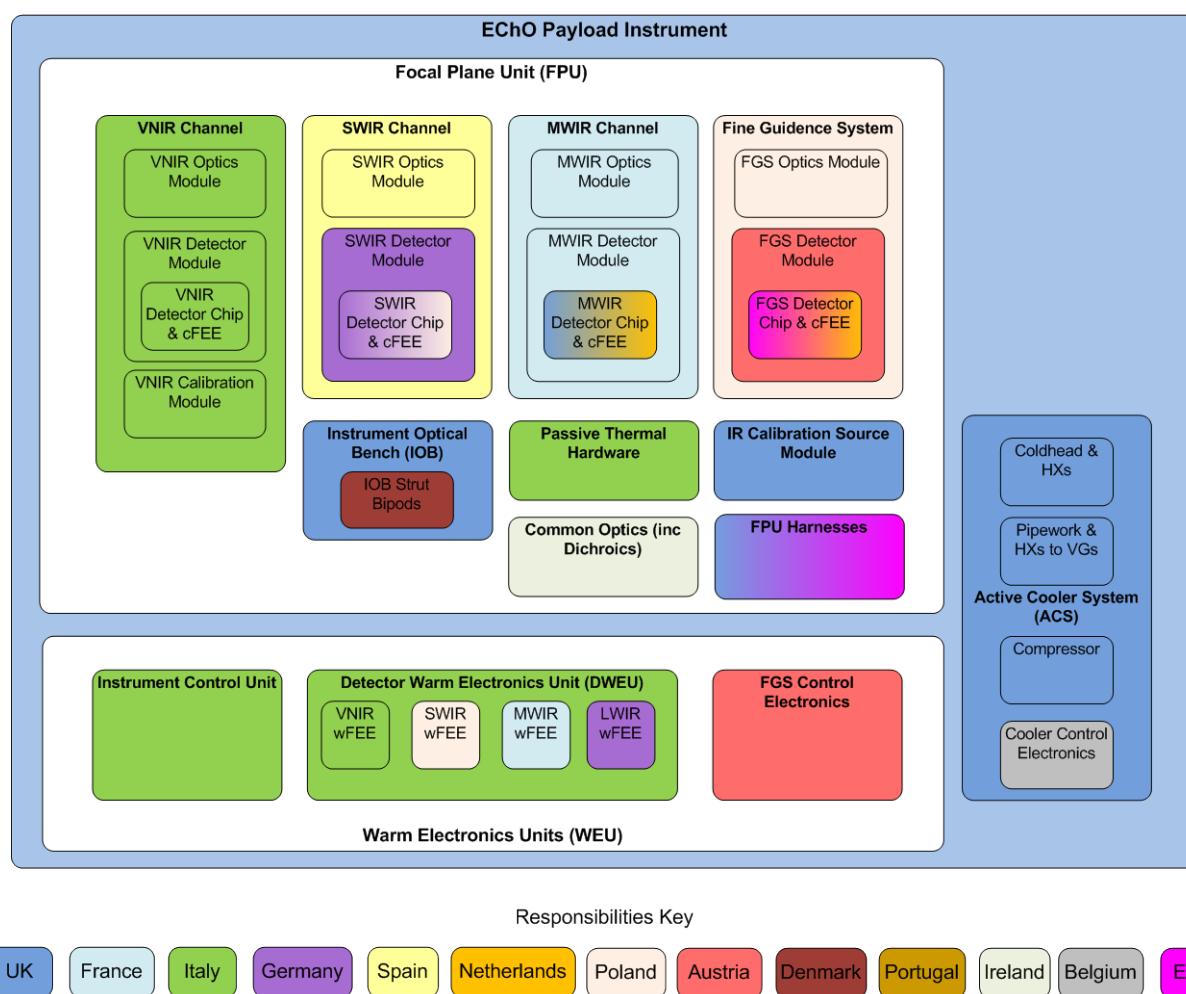 EChO Payload Instrument
Focal Plane Unit (FPU)
VNIR Channel
VNIR Optics
Module
VNIR Detector
Module
VNIR
Detector Chip
& cFEE
VNIR Calibration
Module
SWIR Channel
SWIR Optics
Module
SWIR Detector
Module
SWIR
Detector Chip
& cFEE
MWIR Channel
MWIR Optics
Module
MWIR Detector
Module
MWIR
Detector Chip
& cFEE
Fine Guidence System
FGS Optics Module
FGS Detector
Module
FGS Detector
Chip & cFEE
Instrument Optical
Bench (IOB)
IOB Strut
Bipods
Passive Thermal
Hardware
IR Calibration Source
Module
Common Optics (inc
Dichroics)
FPU Harnesses
Coldhead &
HXs
Pipework &
HXs to VGs
Active Cooler System
(ACS)
Compressor
Cooler Control
Electronics
Instrument Control Unit
Detector Warm Electronics Unit (DWEU)
VNIR
wFEE
SWIR
wFEE
MWIR
wFEE
LWIR
wFEE
FGS Control
Electronics
Warm Electronics Units (WEU)
Responsibilities Key
UK
France
Italy
Germany
Spain
Netherlands
Poland
Austria
Denmark
Portugal
Ireland
Belgium